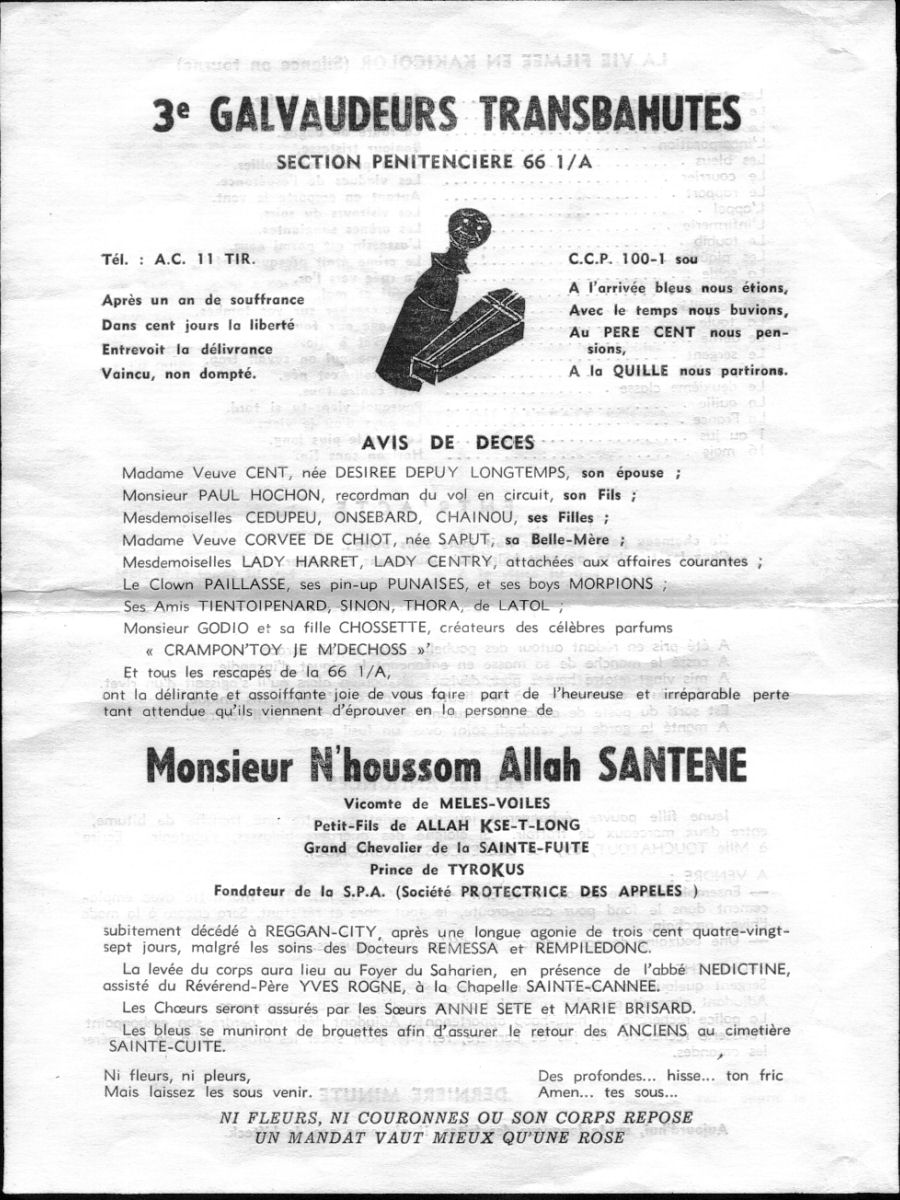 3e GALVAUDEURS TRANSBAHUTES
SECTION PENITENCIERE 66 1/A
Tél. : A.C. 11 TIR.
Après un an de souffrance
Dans cent jours la liberté
Entrevoit la délivrance
Vaincu, non dompté.
C.C.P. 100-1 sou
A l'arrivée bleus nous étions,
Avec le temps nous buvions,
Au PERE CENT nous pen-
sions,
A la QUILLE nous partirons.
AVIS DE DECES
Madame Veuve CENT, née DESIREE DEPUY LONGTEMPS, son épouse ;
Monsieur PAUL HOCHON, recordman du vol en circuit, son Fils ;
Mesdemoiselles CEDUPEU, ONSEBARD, CHAINOU, ses Filles ;
Madame Veuve CORVEE DE CHIOT, née SAPUT, sa Belle-Mère ;
Mesdemoiselles LADY HARRET, LADY CENTRY, attachées aux affaires courantes ;
Le Clown PAILLASSE, ses pin-up PUNAISES, et ses boys MORPIONS ;
Ses Amis TIENTOIPENARD, SINON, THORA, de LATOL ;
Monsieur GODIO et sa fille CHOSSETTE, créateurs des célèbres parfums
« CRAMPON'TOY JE M'DECHOSS »'
Et tous les rescapés de la 66 1/A,
ont la délirante et assoiffante joie de vous faire part de l'heureuse et irréparable perte
tant attendue qu'ils viennent d'éprouver en la personne de
Monsieur N'houssom Allah SANTENE
Vicomte de MELES-VOILES
Petit-Fils de ALLAH KSE-T-LONG
Grand Chevalier de la SAINTE-FUITE
Prince de TYROKUS
Fondateur de la S.P.A. (Société PROTECTRICE DES APPELES )
subitement décédé à REGGAN-CITY, après une longue agonie de trois cent quatre-vingt-
sept jours, malgré les soins des Docteurs REMESSA et REMPILEDONC.
La levée du corps aura lieu au Foyer du Saharien, en présence de l'abbé NEDICTINE,
assisté du Révérend-Père YVES ROGNE, à la Chapelle SAINTE-CANNEE.
Les Chœurs seront assurés par les Sœurs ANNIE SETE et MARIE BRISARD.
Les bleus se muniront de brouettes afin d'assurer le retour des ANCIENS au cimetière
SAINTE-CUITE.
Ni fleurs, ni pleurs,
Mais laissez les sous venir.
Des profondes... hisse... ton fric
Amen... tes sous...
NI FLEURS, NI COURONNES OU SON CORPS REPOSE
UN MANDAT VAUT MIEUX QU'UNE ROSE